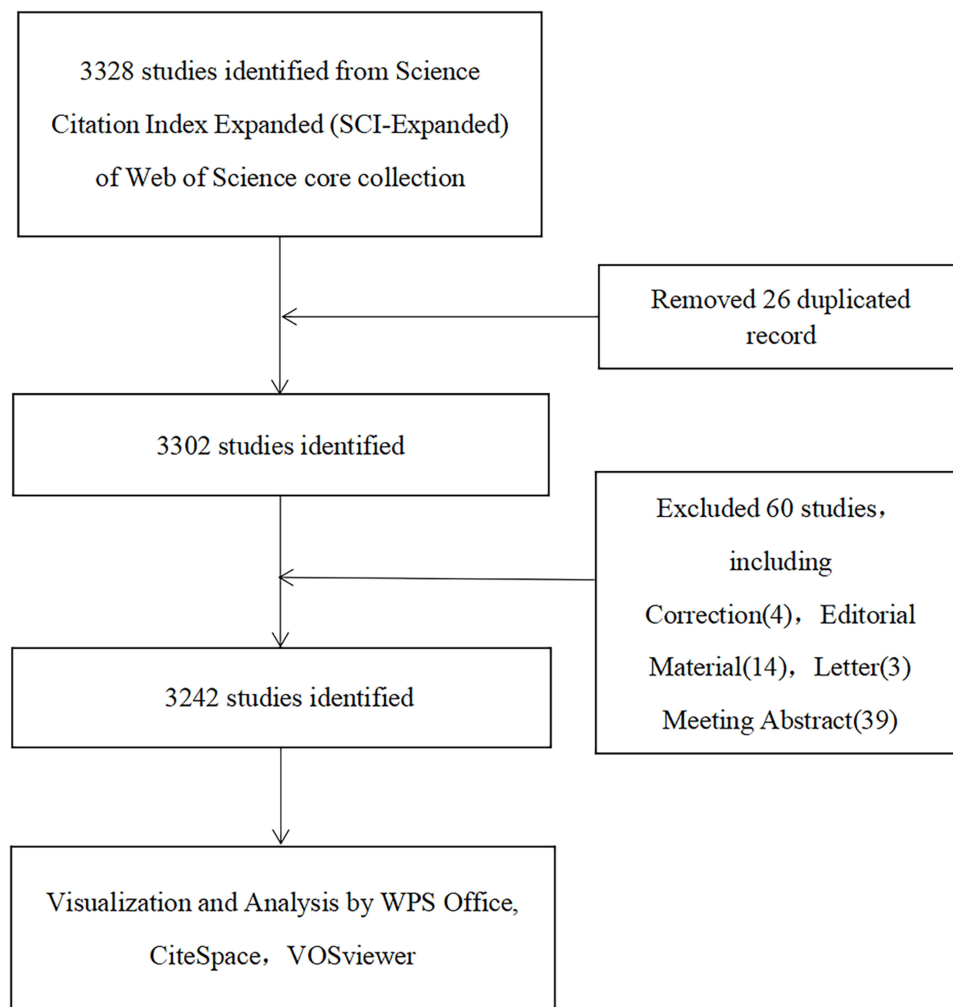 3328 studies identified from Science
Citation Index Expanded (SCI-Expanded)
of Web of Science core collection
Removed 26 duplicated
record
3302 studies identified
Excluded 60 studies，
including
Correction(4)，Editorial
Material(14)，Letter(3)
Meeting Abstract(39)
3242 studies identified
Visualization and Analysis by WPS Office,
CiteSpace，VOSviewer